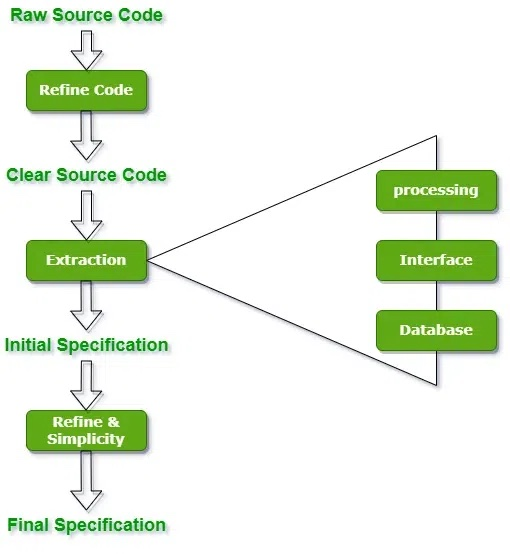 Raw Source Code
Refine Code
Clear Source Code
Extraction
Initial Specification
Refine &
Simplicity
Final Specification
processing
Interface
Database